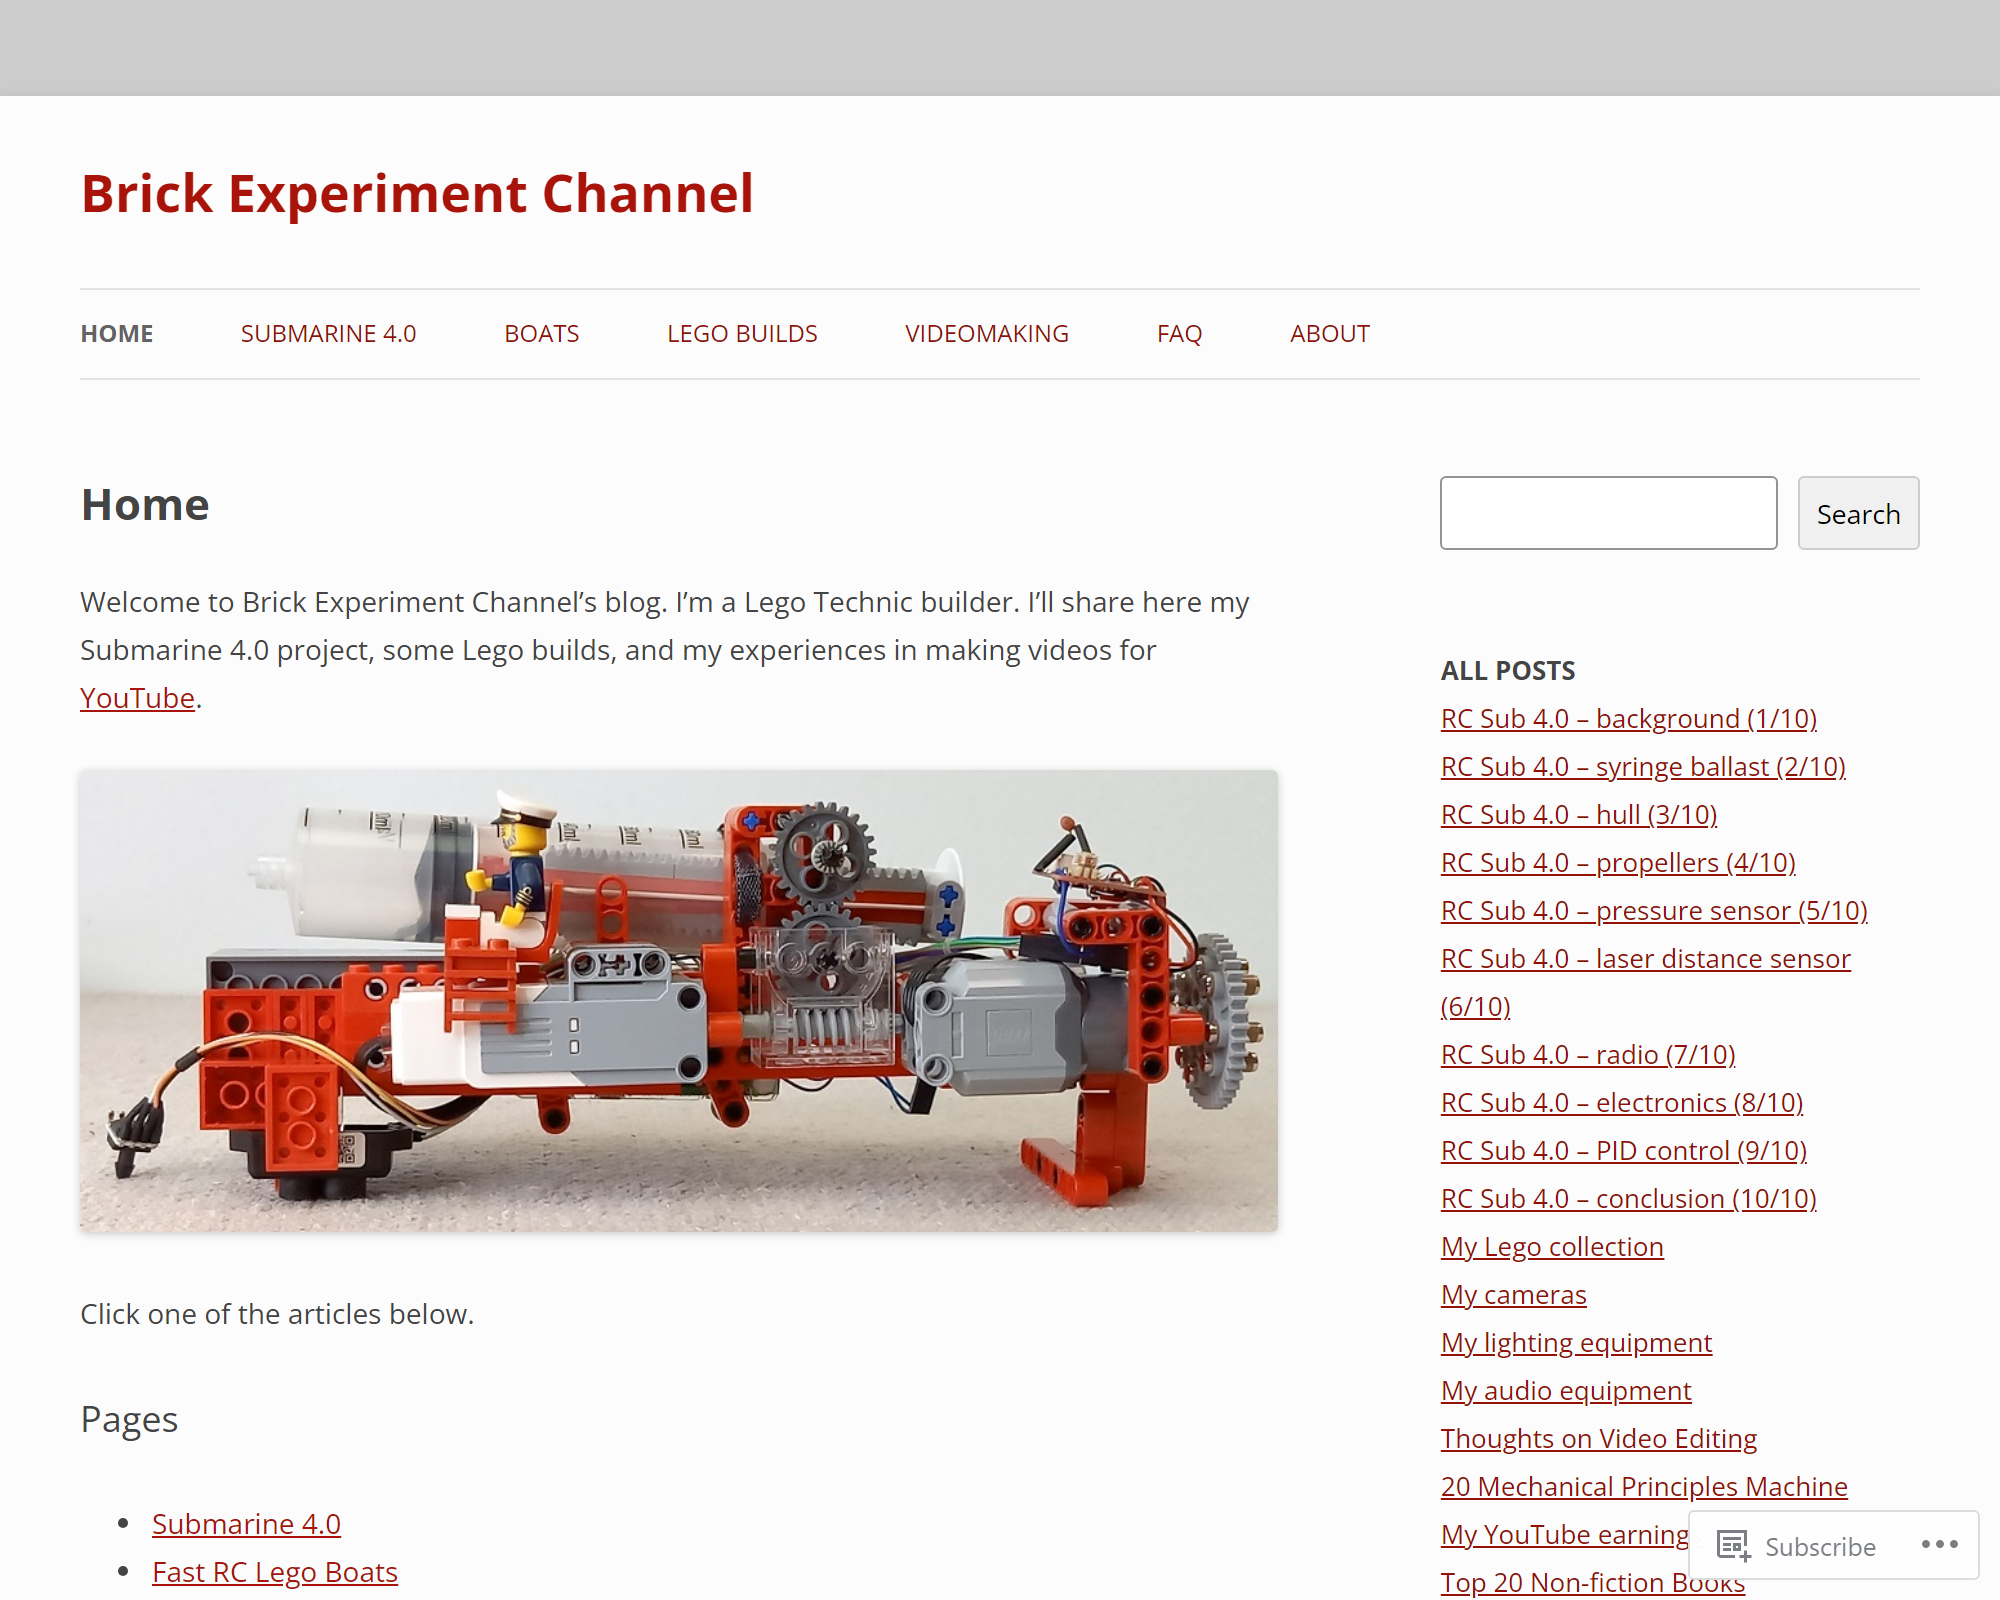 Brick Experiment Channel
HOME
SUBMARINE 4.0
BOATS
LEGO BUILDS
VIDEOMAKING
FAQ
ABOUT
Home
Welcome to Brick Experiment Channel’s blog. I’m a Lego Technic builder. I’ll share here my
Submarine 4.0 project, some Lego builds, and my experiences in making videos for
YouTube.
Click one of the articles below.
Pages
Submarine 4.0
Fast RC Lego Boats
Search
ALL POSTS
RC Sub 4.0 – background (1/10)
RC Sub 4.0 – syringe ballast (2/10)
RC Sub 4.0 – hull (3/10)
RC Sub 4.0 – propellers (4/10)
RC Sub 4.0 – pressure sensor (5/10)
RC Sub 4.0 – laser distance sensor
(6/10)
RC Sub 4.0 – radio (7/10)
RC Sub 4.0 – electronics (8/10)
RC Sub 4.0 – PID control (9/10)
RC Sub 4.0 – conclusion (10/10)
My Lego collection
My cameras
My lighting equipment
My audio equipment
Thoughts on Video Editing
20 Mechanical Principles Machine
My YouTube earning
Top 20 Non-fiction Books
Subscribe